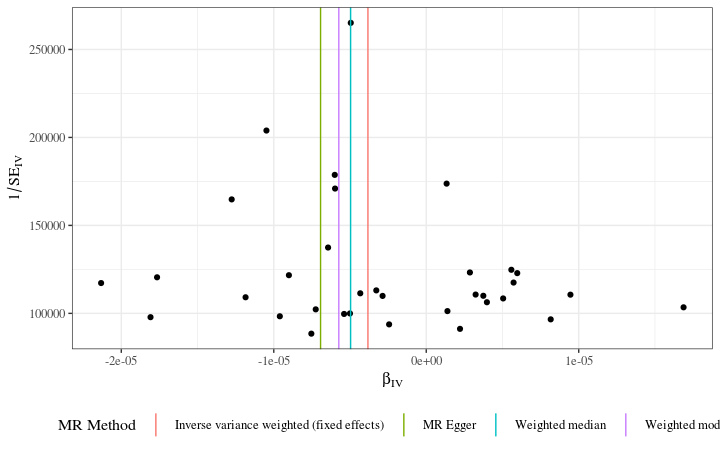 250000
200000
150000
100000
1/SE_IV
-2e-05 -1e-05 0e+00 1e-05
β_IV
MR Method Inverse variance weighted (fixed effects) MR Egger Weighted median Weighted mod